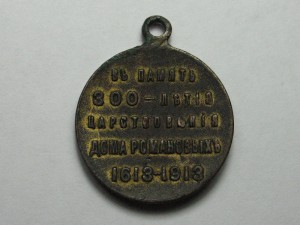 ВЪ ПАМЯТЬ
300-ЛѢТІЯ
ЦАРСТВОВАНІЯ
ДОМА РОМАНОВЫХЪ
1613-1913